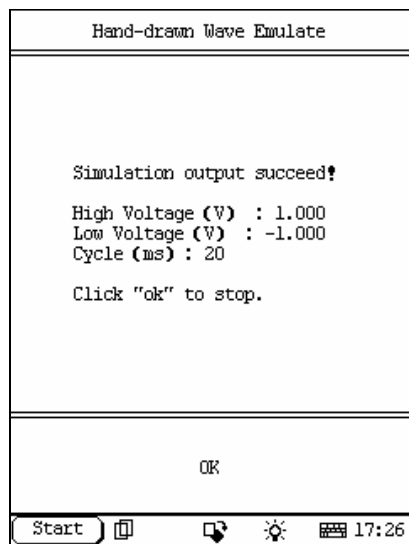 Hand-drawn Wave Emulate
Simulation output succeed!
High Voltage (V) : 1.000
Low Voltage (V) : -1.000
Cycle (ms) : 20
Click "ok" to stop.
OK
Start 17:26